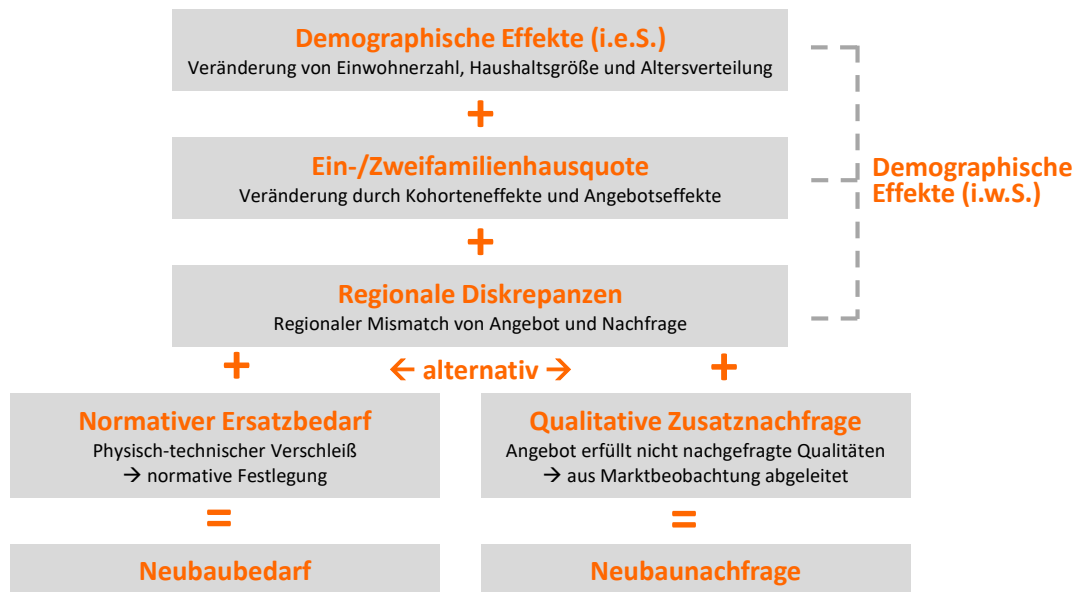 Demographische Effekte (i.e.S.)
Veränderung von Einwohnerzahl, Haushaltsgröße und Altersverteilung
+
Ein-/Zweifamilienhausquote
Veränderung durch Kohorteneffekte und Angebotseffekte
Demographische
Effekte (i.w.S.)
+
Regionale Diskrepanzen
Regionaler Mismatch von Angebot und Nachfrage
+ ← alternativ → +
Normativer Ersatzbedarf
Physisch-technischer Verschleiß
→ normative Festlegung
=
Neubaubedarf
Qualitative Zusatznachfrage
Angebot erfüllt nicht nachgefragte Qualitäten
→ aus Marktbeobachtung abgeleitet
=
Neubaunachfrage